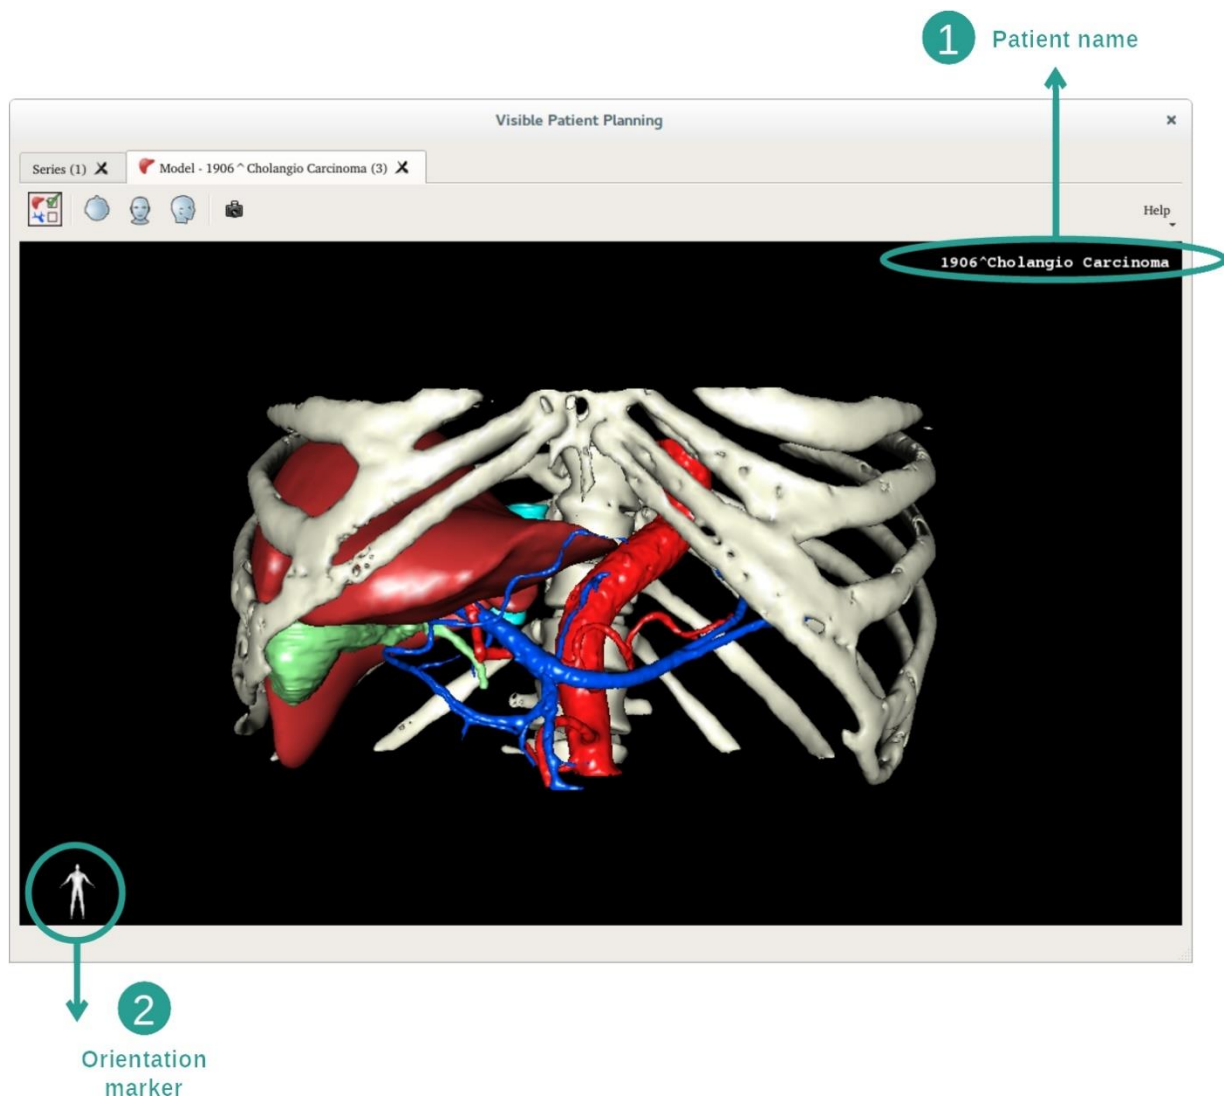 1 Patient name
Visible Patient Planning
Series (1) Model - 1906^Cholangio Carcinoma (3)
Help
1906^Cholangio Carcinoma
2
Orientation
marker